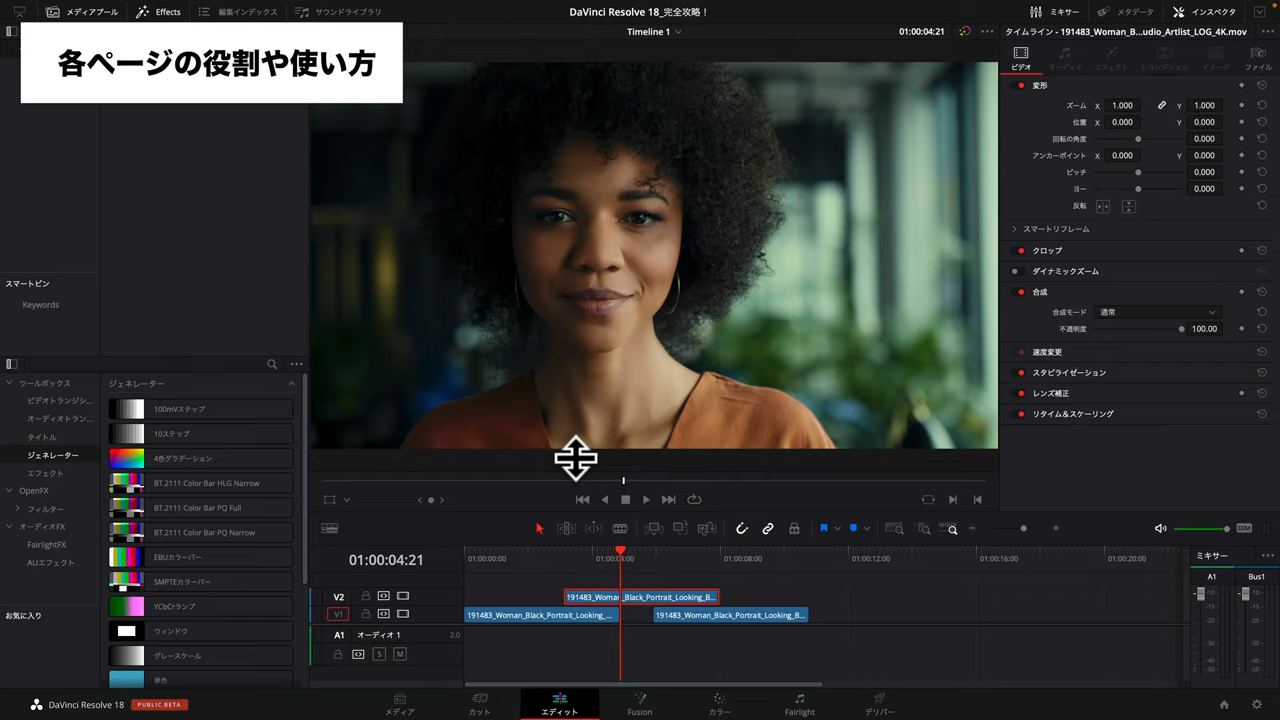 メディアプール
Effects
編集インデックス
サウンドライブラリ
DaVinci Resolve 18_完全攻略！
ミキサー
メタデータ
インスペクタ
各ページの役割や使い方
Timeline 1
01:00:04:21
タイムライン - 191483_Woman_B...udio_Artlist_LOG_4K.mov
ビデオ
オーディオ
エフェクト
トランジション
イメージ
ファイル
変形
ズーム X 1.000 Y 1.000
位置 X 0.000 Y 0.000
回転の角度 0.000
アンカーポイント X 0.000 Y 0.000
ピッチ 0.000
ヨー 0.000
反転
スマートリフレーム
クロップ
ダイナミックズーム
合成
合成モード 通常
不透明度 100.00
速度変更
スタビライゼーション
レンズ補正
リタイム＆スケーリング
スマートビン
Keywords
ツールボックス
ビデオトランジシ...
オーディオトラン...
タイトル
ジェネレーター
エフェクト
OpenFX
フィルター
オーディオFX
FairlightFX
AUエフェクト
お気に入り
ジェネレーター
100mVステップ
10ステップ
4色グラデーション
BT.2111 Color Bar HLG Narrow
BT.2111 Color Bar PQ Full
BT.2111 Color Bar PQ Narrow
EBUカラーバー
SMPTEカラーバー
YCbCrランプ
ウィンドウ
グレースケール
単色
DIM
01:00:04:21
01:00:00:00
01:00:04:00
01:00:08:00
01:00:12:00
01:00:16:00
01:00:20:00
V2
191483_Woman_Black_Portrait_Looking_B...
V1
191483_Woman_Black_Portrait_Looking_...
191483_Woman_Black_Portrait_Looking_B...
A1 オーディオ 1 2.0
S M
ミキサー
A1 Bus1
DaVinci Resolve 18
PUBLIC BETA
メディア
カット
エディット
Fusion
カラー
Fairlight
デリバー